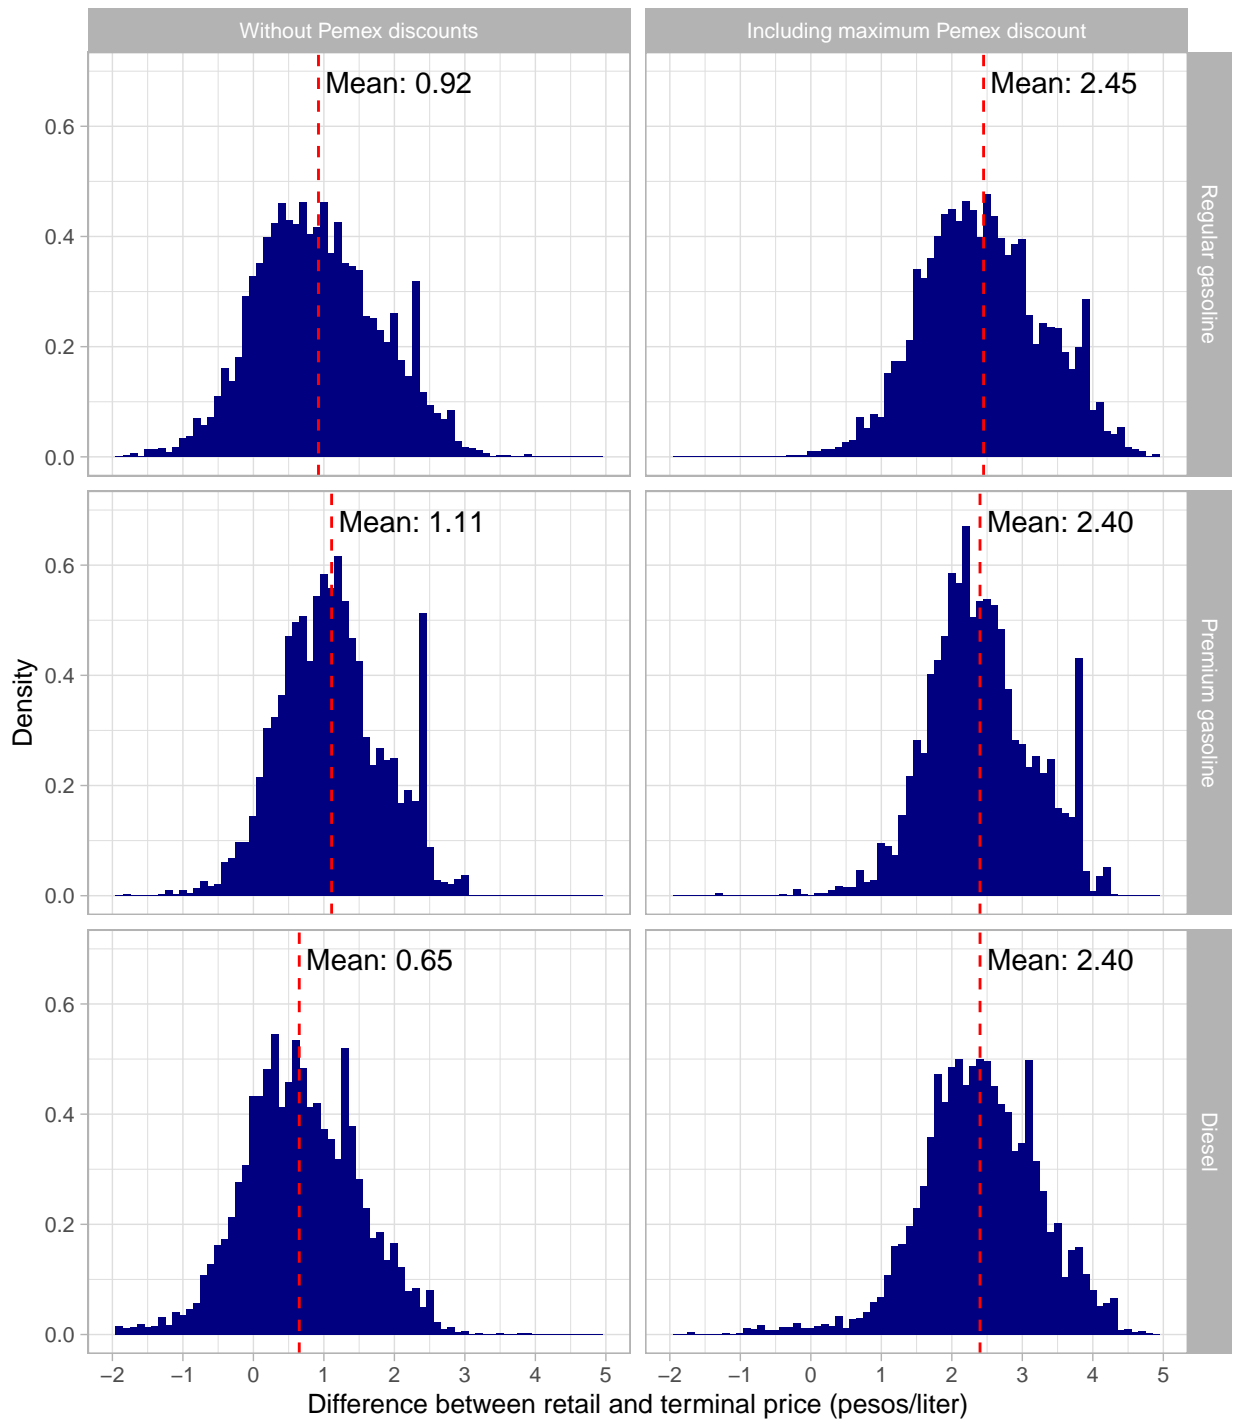 Without Pemex discounts
Including maximum Pemex discount
Mean: 0.92
Mean: 2.45
0.6
0.4
0.2
0.0
Regular gasoline
Mean: 1.11
Mean: 2.40
0.6
0.4
0.2
0.0
Premium gasoline
Density
Mean: 0.65
Mean: 2.40
0.6
0.4
0.2
0.0
Diesel
−2 −1 0 1 2 3 4 5
−2 −1 0 1 2 3 4 5
Difference between retail and terminal price (pesos/liter)